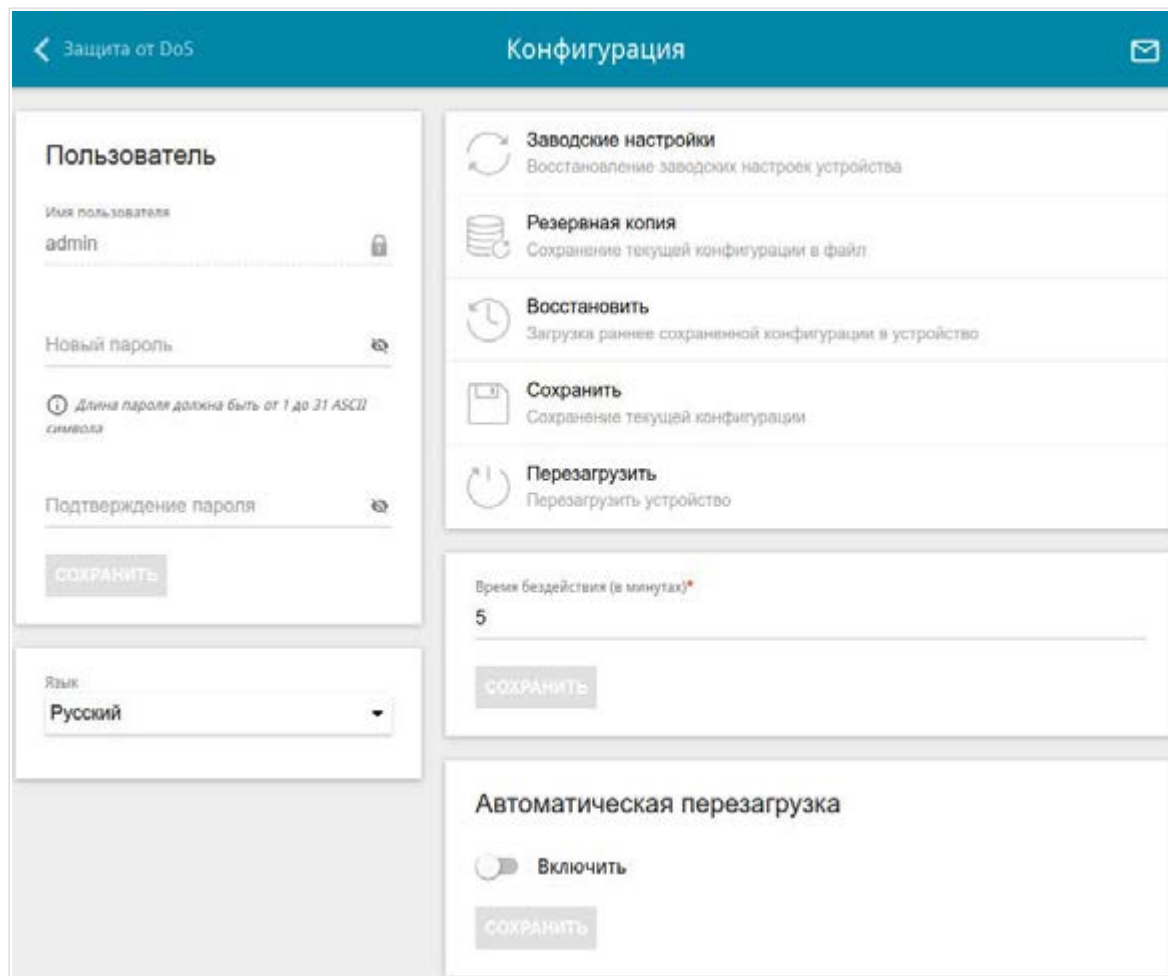 Защита от DoS
Конфигурация
Пользователь
Имя пользователя
admin
Новый пароль
Длина пароля должна быть от 1 до 31 ASCII
символа
Подтверждение пароля
СОХРАНИТЬ
Язык
Русский
Заводские настройки
Восстановление заводских настроек устройства
Резервная копия
Сохранение текущей конфигурации в файл
Восстановить
Загрузка раннее сохраненной конфигурации в устройство
Сохранить
Сохранение текущей конфигурации
Перезагрузить
Перезагрузить устройство
Время бездействия (в минутах)*
5
СОХРАНИТЬ
Автоматическая перезагрузка
Включить
СОХРАНИТЬ